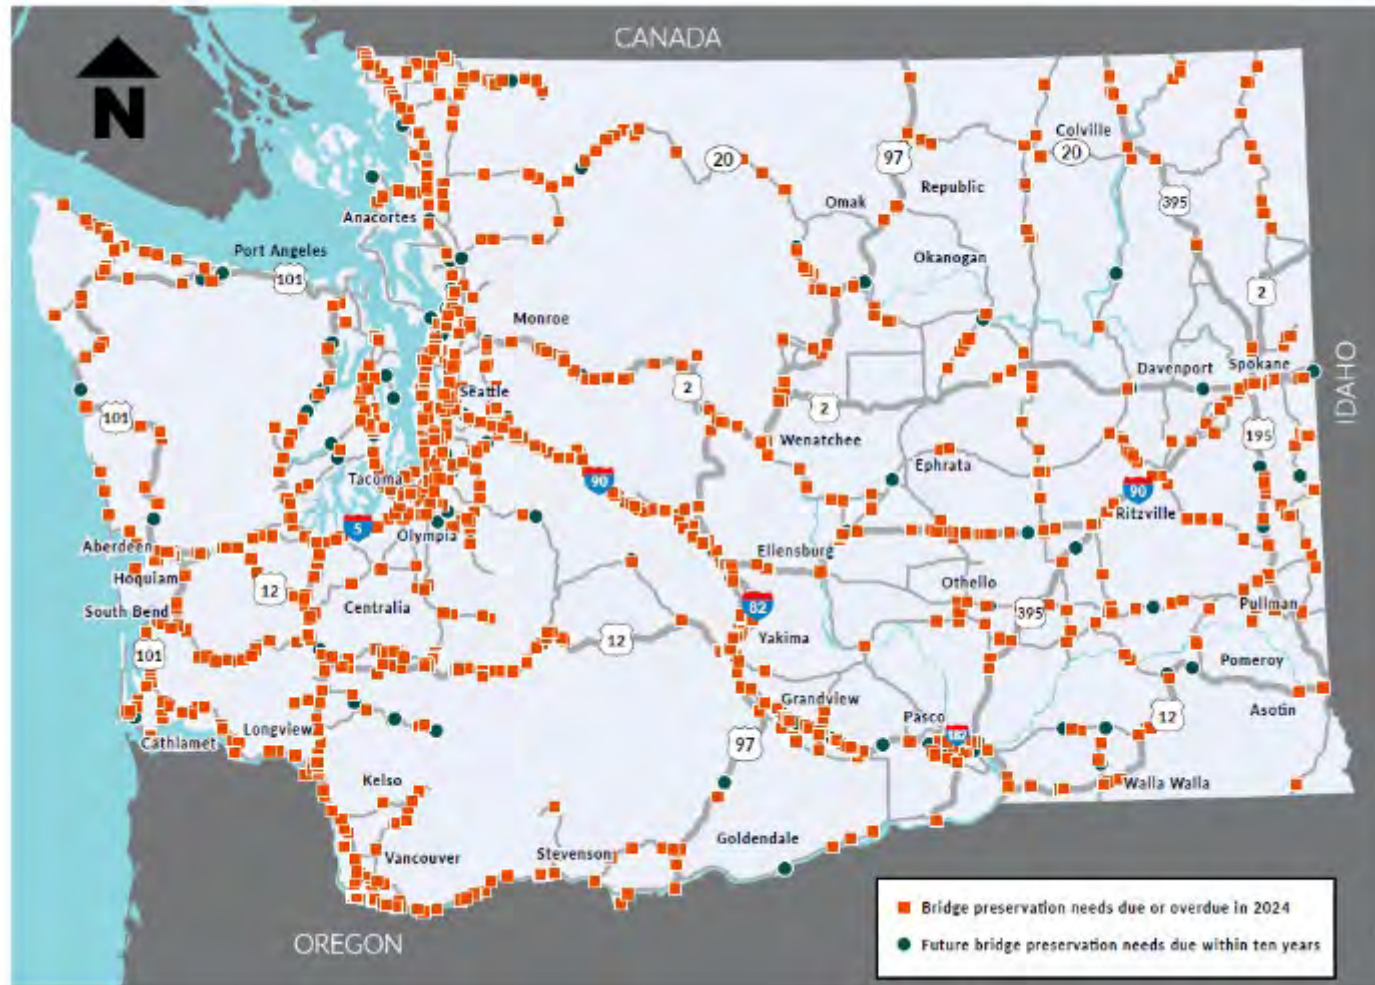 CANADA
N
20
97
Colville
20
Republic
395
Omak
Anacortes
Port Angeles
101
Okanogan
2
Monroe
IDAHO
Davenport
Spokane
Seattle
2
2
101
195
Wenatchee
Ephrata
Tacoma
90
90
Ritzville
5
Olympia
Aberdeen
Ellensburg
Hoquiam
12
Othello
82
Centralia
395
Pullman
South Bend
12
Yakima
101
Pomeroy
Grandview
Asotin
Longview
Pasco
12
Cathlamet
182
97
Kelso
Walla Walla
Goldendale
Vancouver
Stevenson
OREGON
Bridge preservation needs due or overdue in 2024
Future bridge preservation needs due within ten years